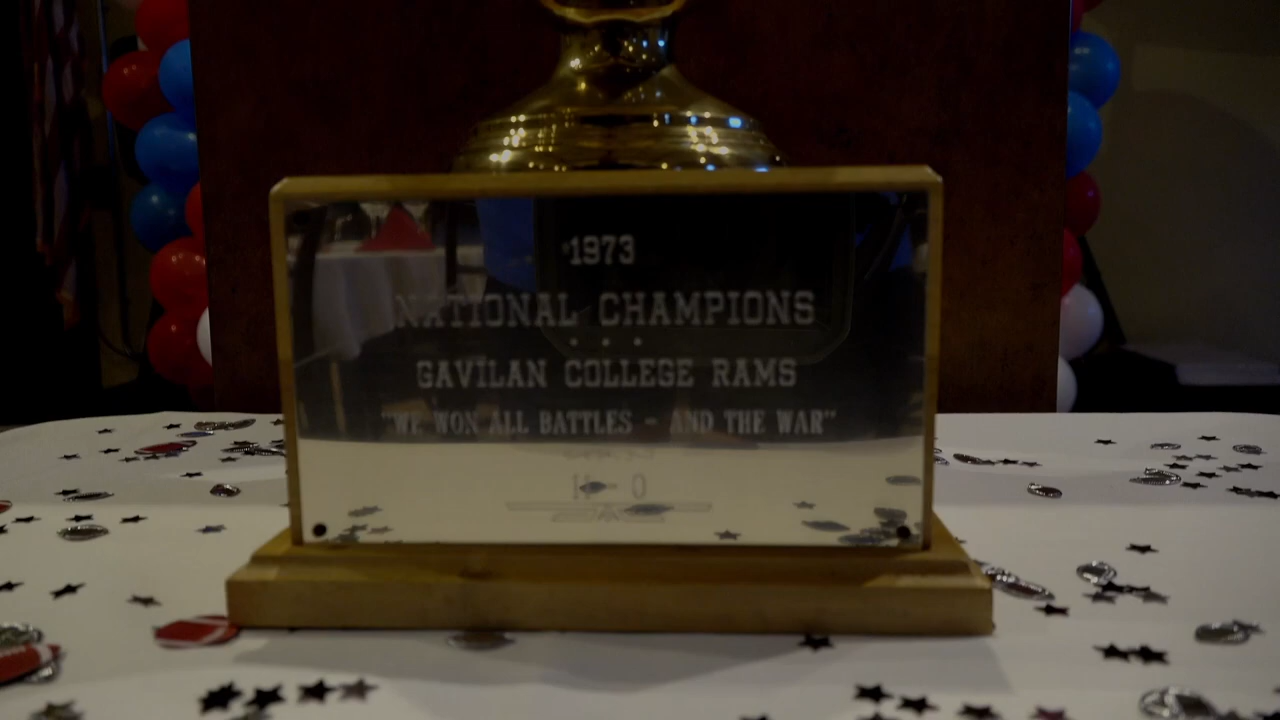 1973
NATIONAL CHAMPIONS
• • •
GAVILAN COLLEGE RAMS
"WE WON ALL BATTLES - AND THE WAR"